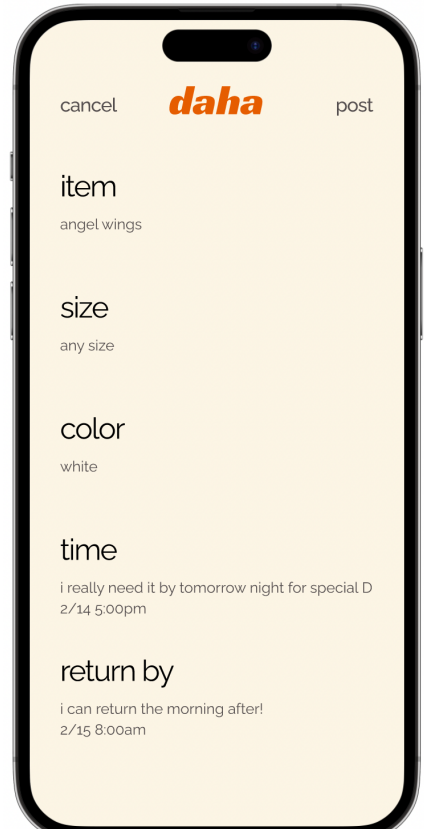 cancel daha post
item
angel wings
size
any size
color
white
time
i really need it by tomorrow night for special D
2/14 5:00pm
return by
i can return the morning after!
2/15 8:00am